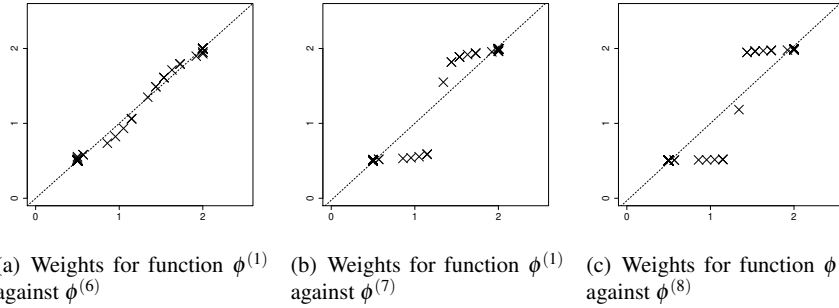 2
1
0
0 1 2
2
1
0
0 1 2
2
1
0
0 1 2
(a) Weights for function ϕ(1)
against ϕ(6)
(b) Weights for function ϕ(1)
against ϕ(7)
(c) Weights for function ϕ
against ϕ(8)